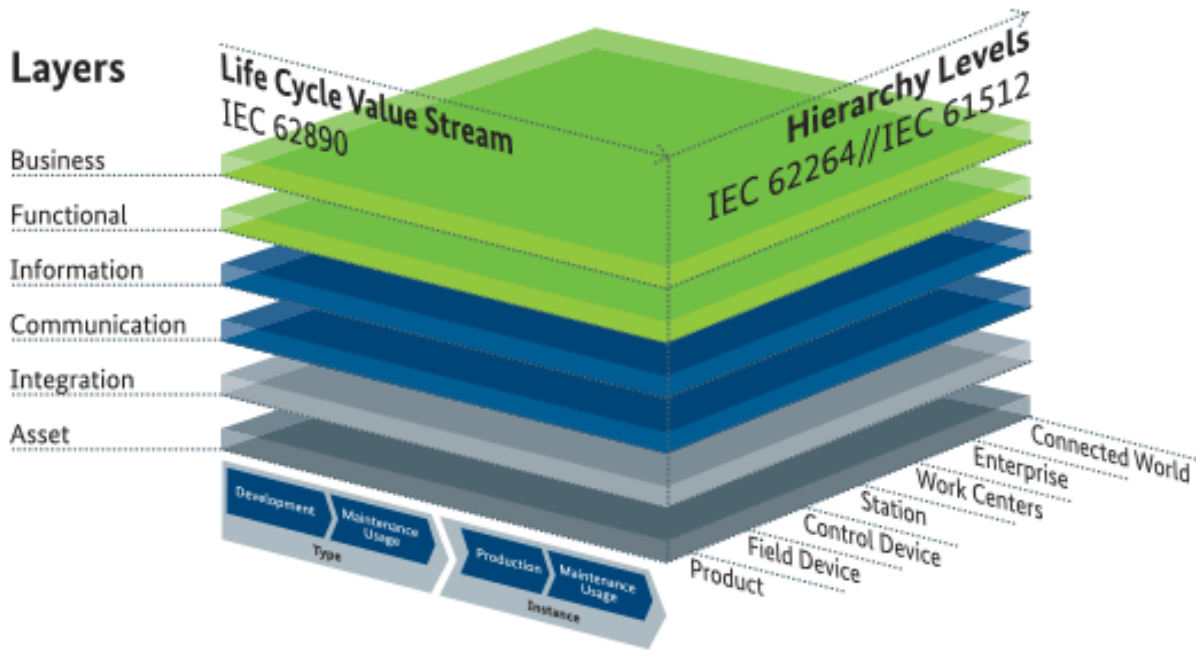 Layers
Life Cycle Value Stream
IEC 62890
Hierarchy Levels
IEC 62264//IEC 61512
Business
Functional
Information
Communication
Integration
Asset
Connected World
Enterprise
Work Centers
Station
Control Device
Field Device
Product
Development
Maintenance
Usage
Type
Production
Maintenance
Usage
Instance